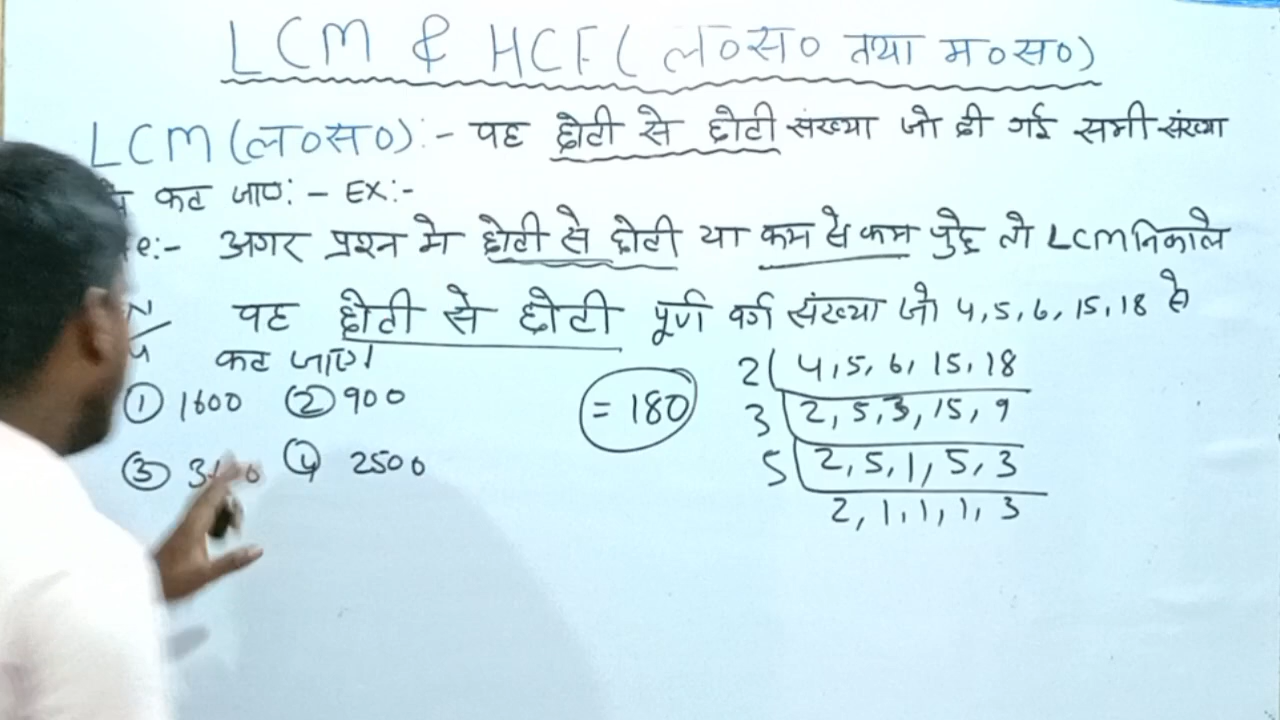 LCM & HCF (ल०स० तथा म०स०)
LCM (ल०स०):- वह छोटी से छोटी संख्या जो दी गई सभी संख्या
कट जाए:- EX:-
e:- अगर प्रश्न मे छोटी से छोटी या कम से कम पुछे तो LCM निकाले
वह छोटी से छोटी पूर्ण वर्ग संख्या जो 4,5,6,15,18 से
कट जाए।
① 1600 ② 900
③ ④ 2500
= 180
2 4,5,6,15,18
3 2,5,3,15,9
5 2,5,1,5,3
2,1,1,1,3